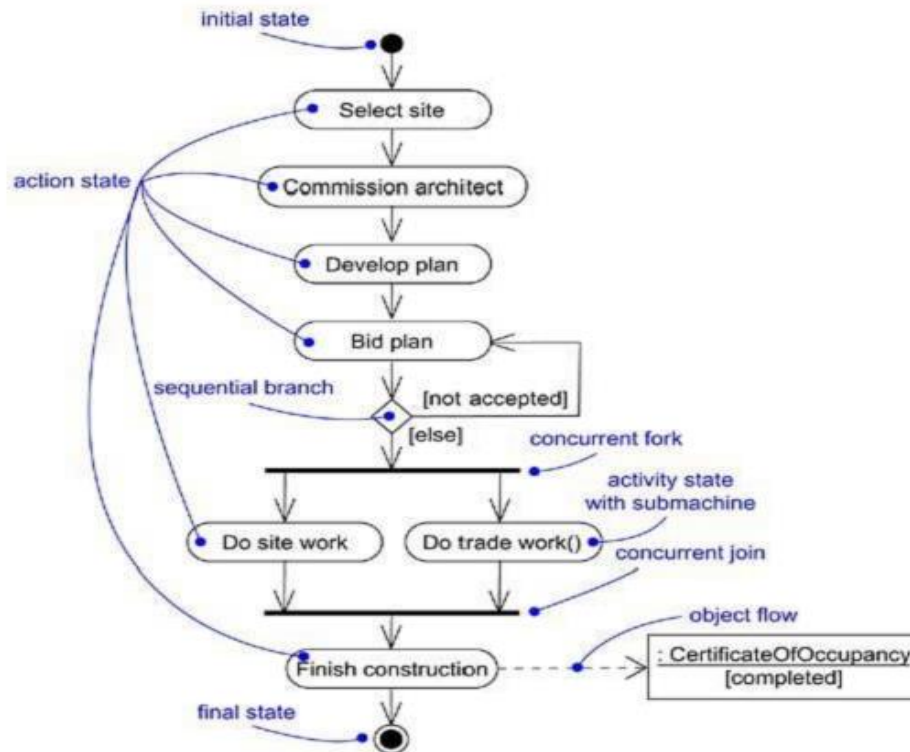 initial state
Select site
action state
Commission architect
Develop plan
Bid plan
sequential branch
[not accepted]
[else]
concurrent fork
activity state
with submachine
Do site work
Do trade work()
concurrent join
object flow
: CertificateOfOccupancy
[completed]
Finish construction
final state